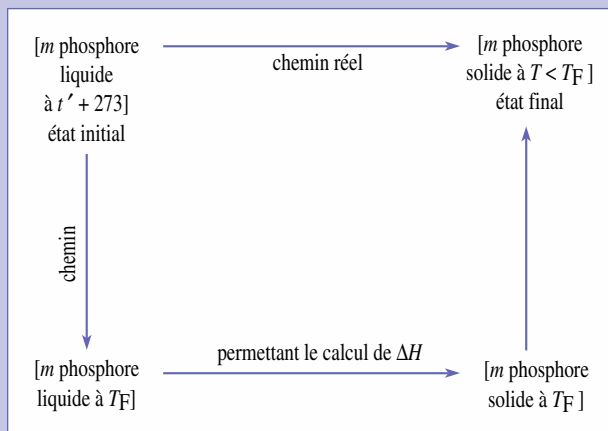 [m phosphore
liquide
à t′ + 273]
état initial
chemin réel
[m phosphore
solide à T < TF ]
état final
chemin
[m phosphore
liquide à TF]
permettant le calcul de ΔH
[m phosphore
solide à TF ]